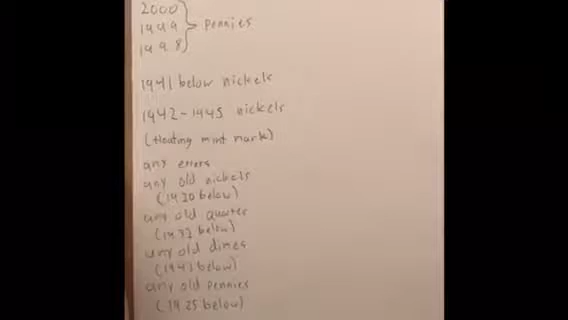 2000
1999
1998 } pennies
1941 below nickels
1942-1945 nickels
(floating mint mark)
any errors
any old nickels
(1930 below)
any old quarter
(1932 below)
any old dimes
(1941 below)
any old pennies
(1925 below)